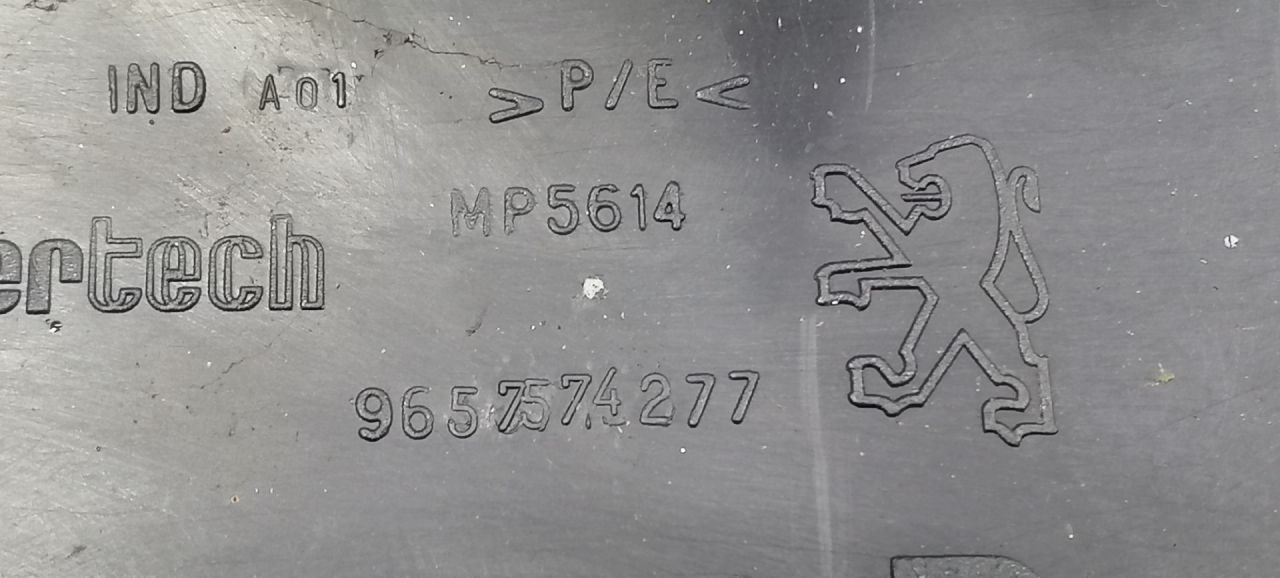 IND A01 >P/E<
MP5614
ertech
9657574277